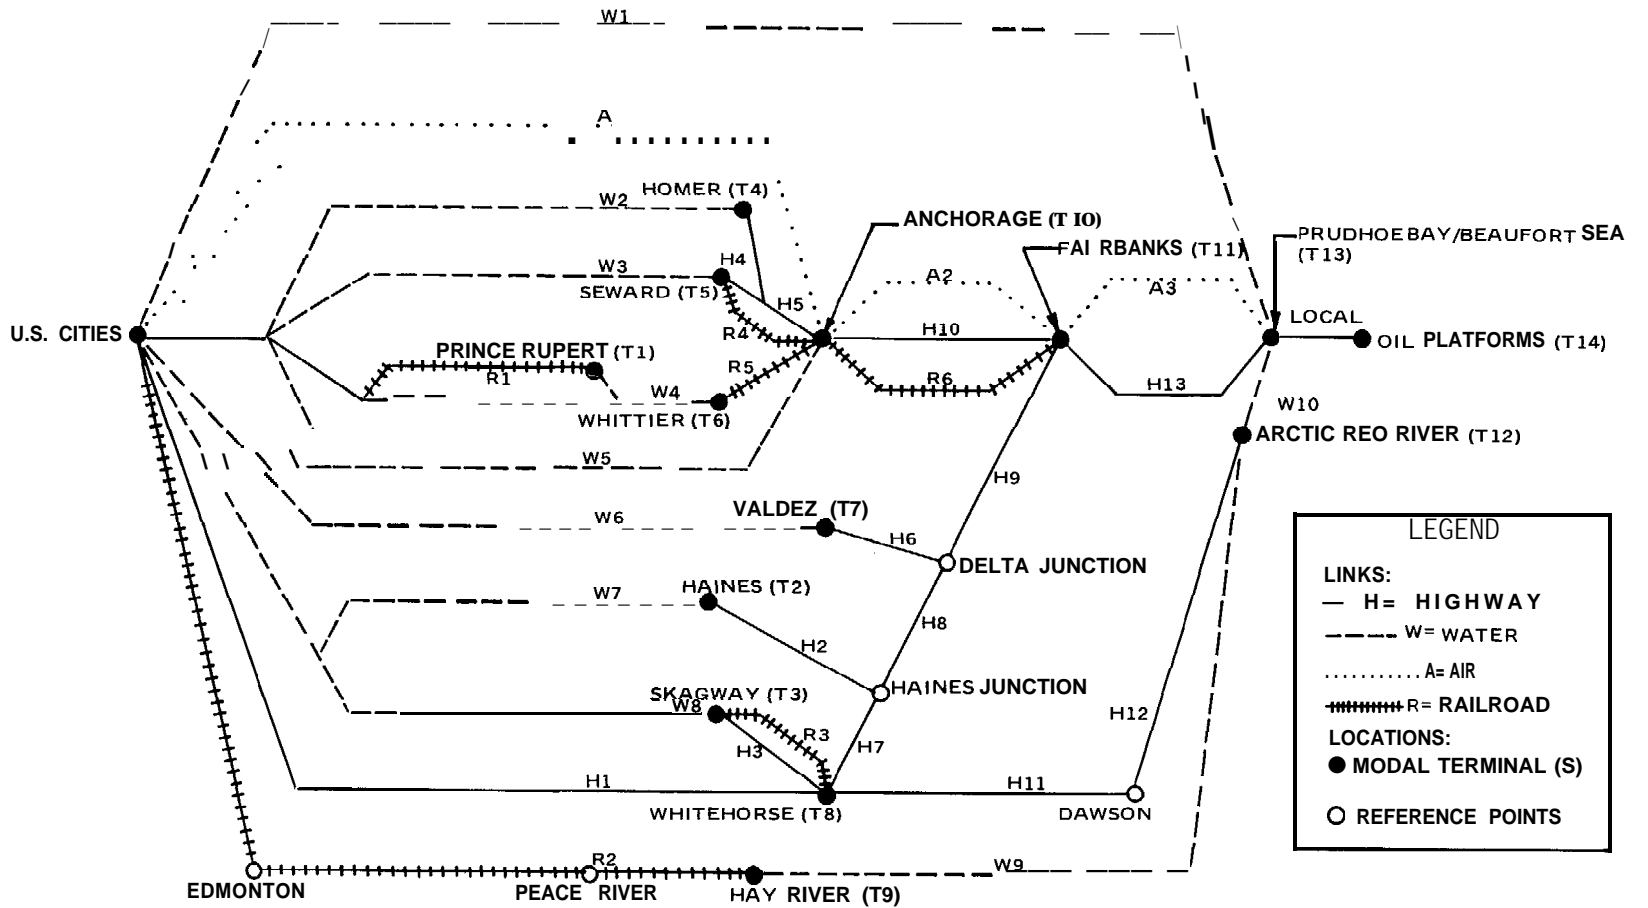 W1
A
HOMER (T4)
W2
ANCHORAGE (T IO)
FAI RBANKS (T11)
PRUDHOEBAY/BEAUFORT SEA
(T13)
H4
W3
SEWARD (T5)
H5
A2
A3
U.S. CITIES
R4
H10
LOCAL
OIL PLATFORMS (T14)
PRINCE RUPERT (T1)
R1
R5
R6
H13
W4
WHITTIER (T6)
W10
ARCTIC REO RIVER (T12)
W5
H9
VALDEZ (T7)
W6
H6
DELTA JUNCTION
HAINES (T2)
W7
H8
H2
SKAGWAY (T3)
W8
HAINES JUNCTION
H3
R3
H7
H12
H1
H11
WHITEHORSE (T8)
DAWSON
R2
W9
EDMONTON
PEACE RIVER
HAY RIVER (T9)
LEGEND
LINKS:
H= HIGHWAY
W= WATER
A= AIR
R= RAILROAD
LOCATIONS:
MODAL TERMINAL (S)
REFERENCE POINTS